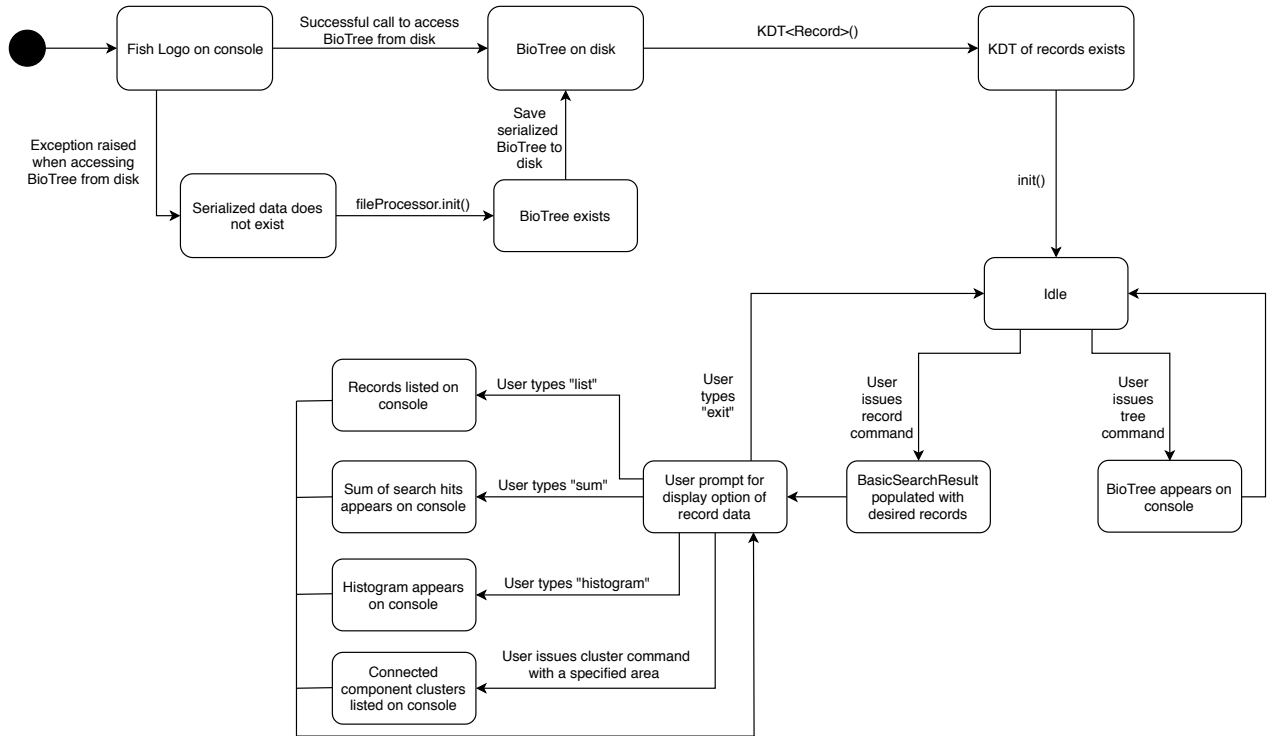 Fish Logo on console
Successful call to access
BioTree from disk
BioTree on disk
KDT<Record>()
KDT of records exists
Exception raised
when accessing
BioTree from disk
Save
serialized
BioTree to
disk
init()
Serialized data does
not exist
fileProcessor.init()
BioTree exists
Idle
User
types
"exit"
User
issues
record
command
User
issues
tree
command
Records listed on
console
User types "list"
Sum of search hits
appears on console
User types "sum"
User prompt for
display option of
record data
BasicSearchResult
populated with
desired records
BioTree appears on
console
Histogram appears
on console
User types "histogram"
Connected
component clusters
listed on console
User issues cluster command
with a specified area